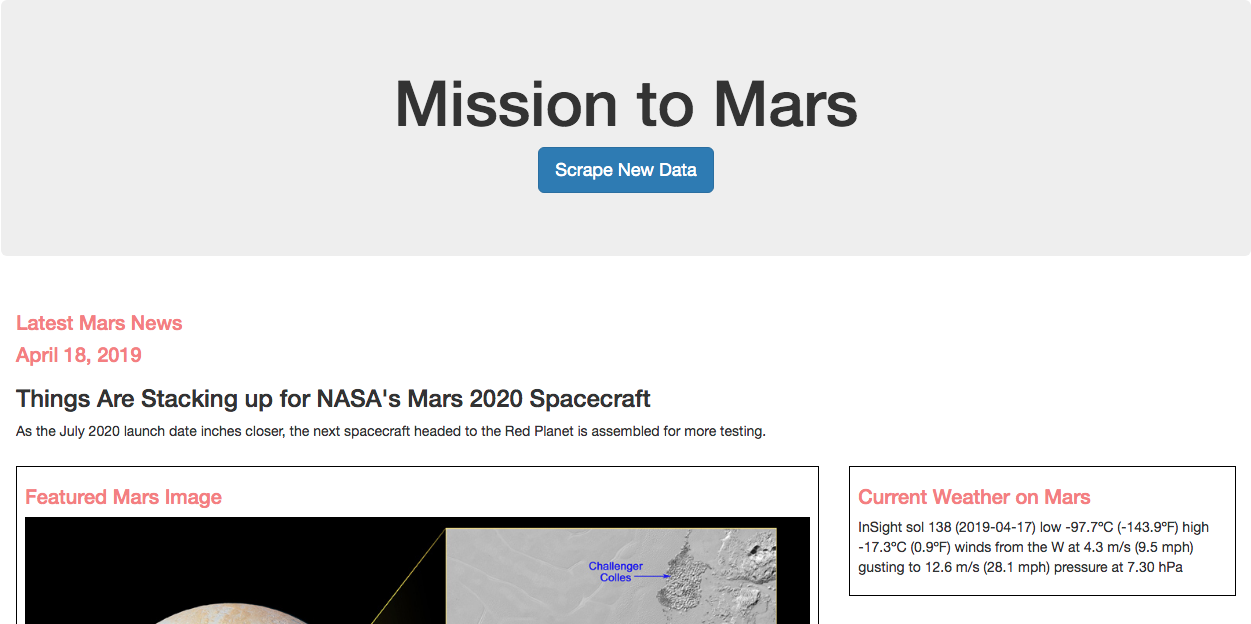 Mission to Mars
Scrape New Data
Latest Mars News
April 18, 2019
Things Are Stacking up for NASA's Mars 2020 Spacecraft
As the July 2020 launch date inches closer, the next spacecraft headed to the Red Planet is assembled for more testing.
Featured Mars Image
Challenger
Colles
Current Weather on Mars
InSight sol 138 (2019-04-17) low -97.7ºC (-143.9ºF) high
-17.3ºC (0.9ºF) winds from the W at 4.3 m/s (9.5 mph)
gusting to 12.6 m/s (28.1 mph) pressure at 7.30 hPa